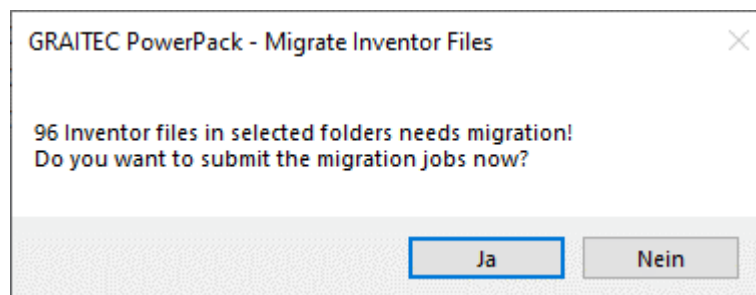 GRAITEC PowerPack - Migrate Inventor Files
96 Inventor files in selected folders needs migration!
Do you want to submit the migration jobs now?
Ja
Nein